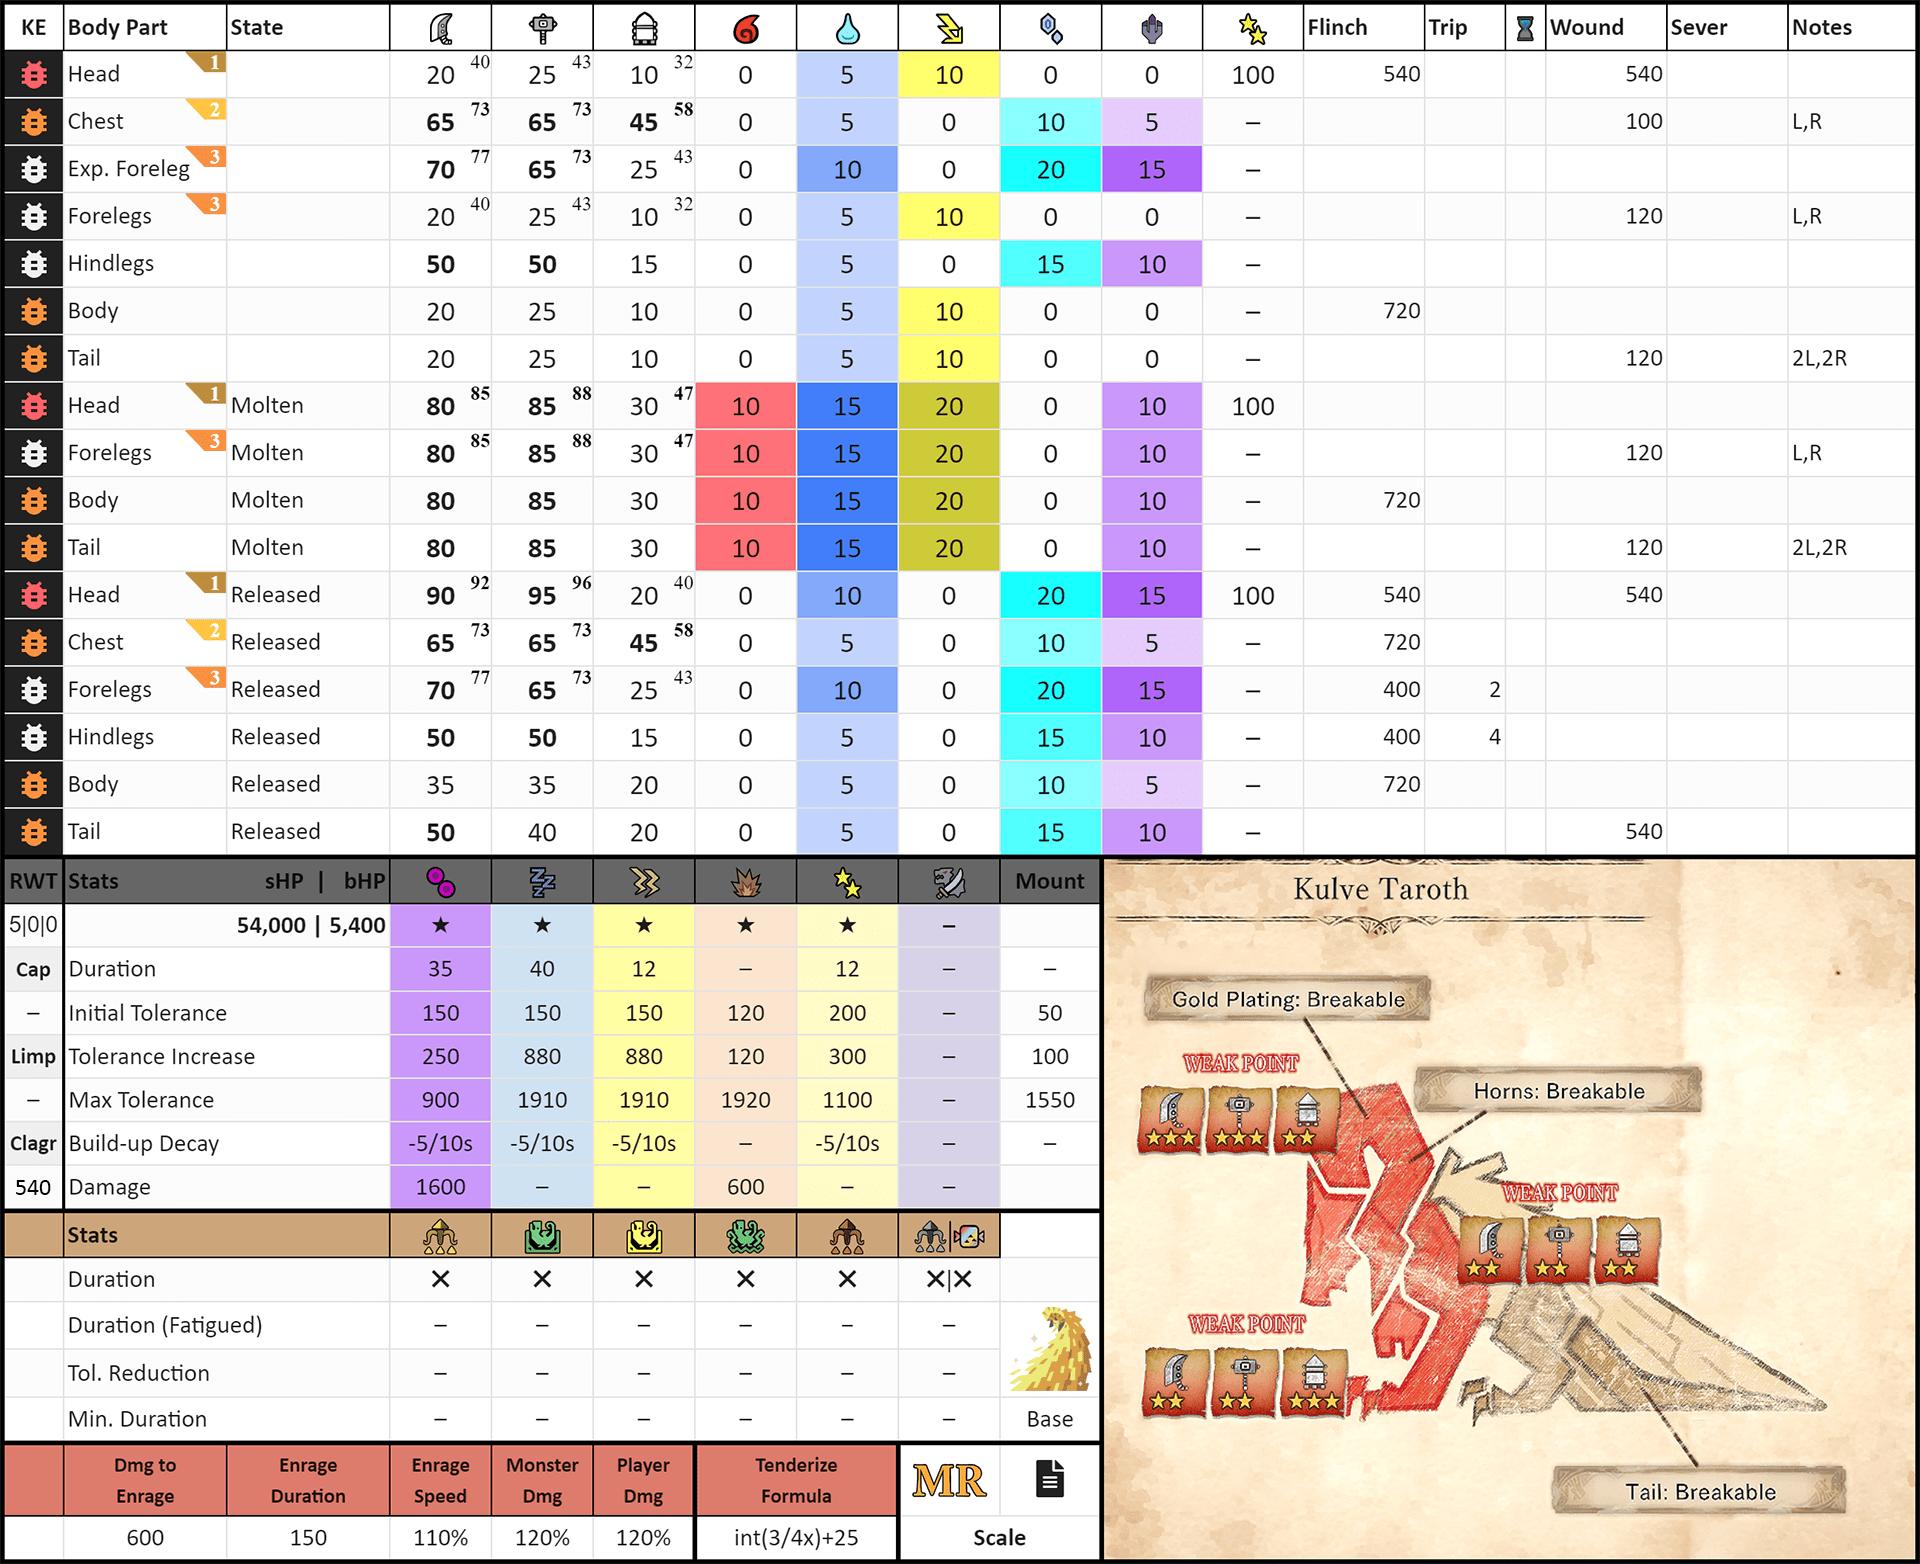 KE Body Part State Flinch Trip Wound Sever Notes
Head 1 20 40 25 43 10 32 0 5 10 0 0 100 540 540
Chest 2 65 73 65 73 45 58 0 5 0 10 5 – 100 L,R
Exp. Foreleg 3 70 77 65 73 25 43 0 10 0 20 15 –
Forelegs 3 20 40 25 43 10 32 0 5 10 0 0 – 120 L,R
Hindlegs 50 50 15 0 5 0 15 10 –
Body 20 25 10 0 5 10 0 0 – 720
Tail 20 25 10 0 5 10 0 0 – 120 2L,2R
Head 1 Molten 80 85 85 88 30 47 10 15 20 0 10 100
Forelegs 3 Molten 80 85 85 88 30 47 10 15 20 0 10 – 120 L,R
Body Molten 80 85 30 10 15 20 0 10 – 720
Tail Molten 80 85 30 10 15 20 0 10 – 120 2L,2R
Head 1 Released 90 92 95 96 20 40 0 10 0 20 15 100 540 540
Chest 2 Released 65 73 65 73 45 58 0 5 0 10 5 – 720
Forelegs 3 Released 70 77 65 73 25 43 0 10 0 20 15 – 400 2
Hindlegs Released 50 50 15 0 5 0 15 10 – 400 4
Body Released 35 35 20 0 5 0 10 5 – 720
Tail Released 50 40 20 0 5 0 15 10 – 540
RWT Stats sHP | bHP Mount
5|0|0 54,000 | 5,400 ★ ★ ★ ★ ★ –
Cap Duration 35 40 12 – 12 – –
– Initial Tolerance 150 150 150 120 200 – 50
Limp Tolerance Increase 250 880 880 120 300 – 100
– Max Tolerance 900 1910 1910 1920 1100 – 1550
Clagr Build-up Decay -5/10s -5/10s -5/10s – -5/10s – –
540 Damage 1600 – – 600 – –
Stats
Duration ✕ ✕ ✕ ✕ ✕ ✕|✕
Duration (Fatigued) – – – – – –
Tol. Reduction – – – – – –
Min. Duration – – – – – – Base
Dmg to Enrage Enrage Speed Monster Player Tenderize
Enrage Duration Dmg Dmg Formula
MR
600 150 110% 120% 120% int(3/4x)+25 Scale
Kulve Taroth
Gold Plating: Breakable
WEAK POINT
Horns: Breakable
WEAK POINT
WEAK POINT
Tail: Breakable